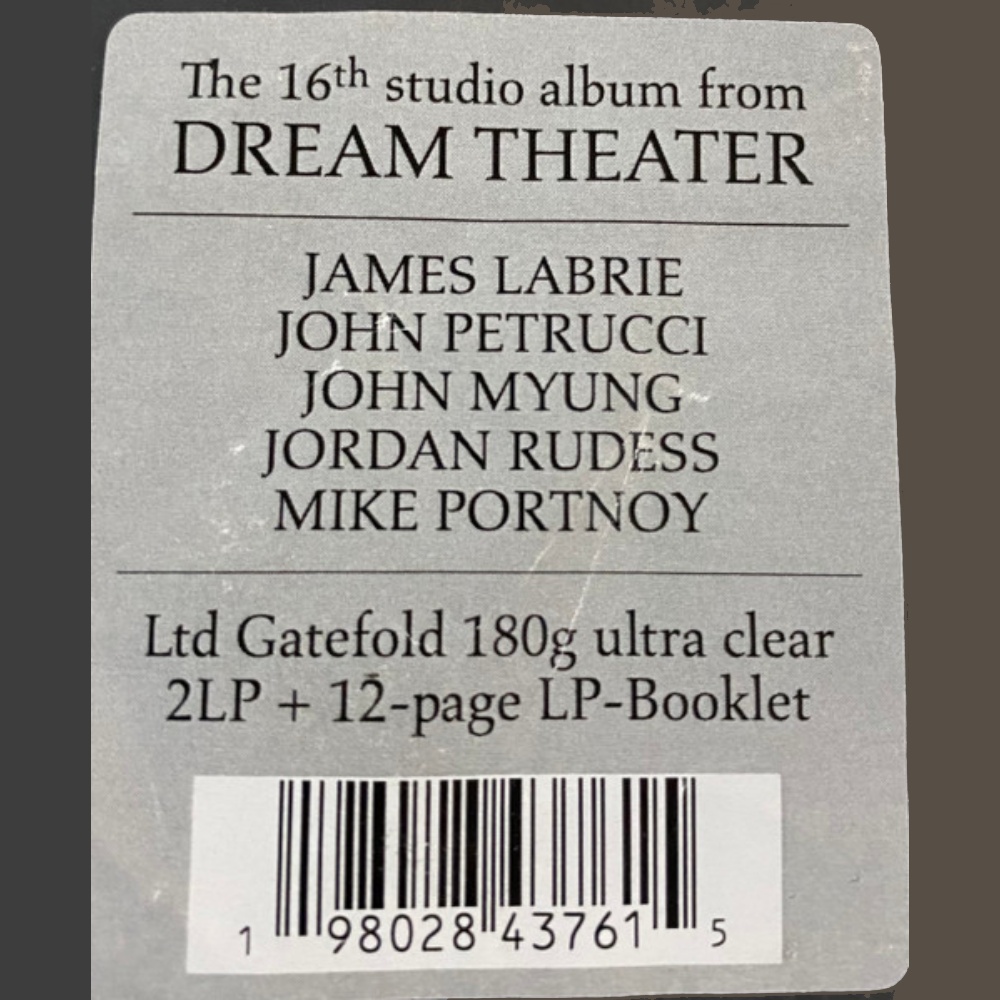 The 16th studio album from
DREAM THEATER
JAMES LABRIE
JOHN PETRUCCI
JOHN MYUNG
JORDAN RUDESS
MIKE PORTNOY
Ltd Gatefold 180g ultra clear
2LP + 12-page LP-Booklet
1 98028 43761 5